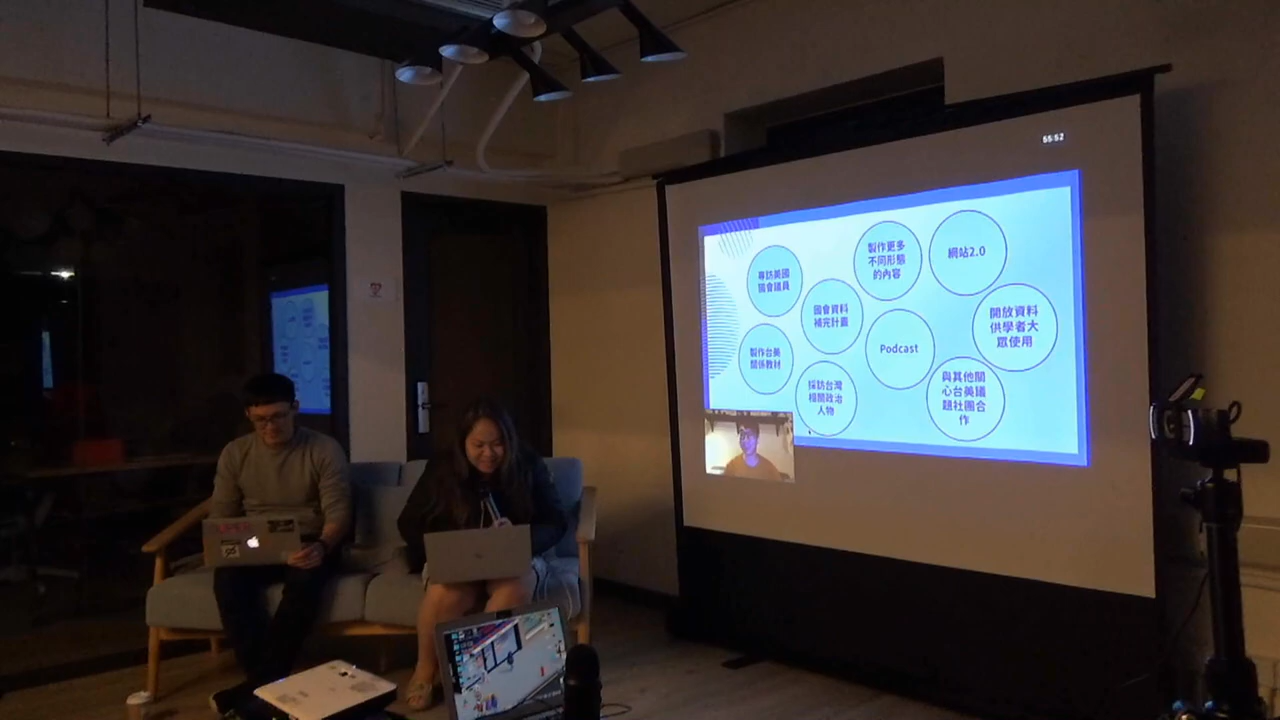 55:52
專訪美國
國會議員
製作更多
不同形態
的內容
網站2.0
國會資料
補完計畫
開放資料
供學者大
眾使用
製作台美
關係教材
Podcast
採訪台灣
相關政治
人物
與其他關
心台美議
題社團合
作